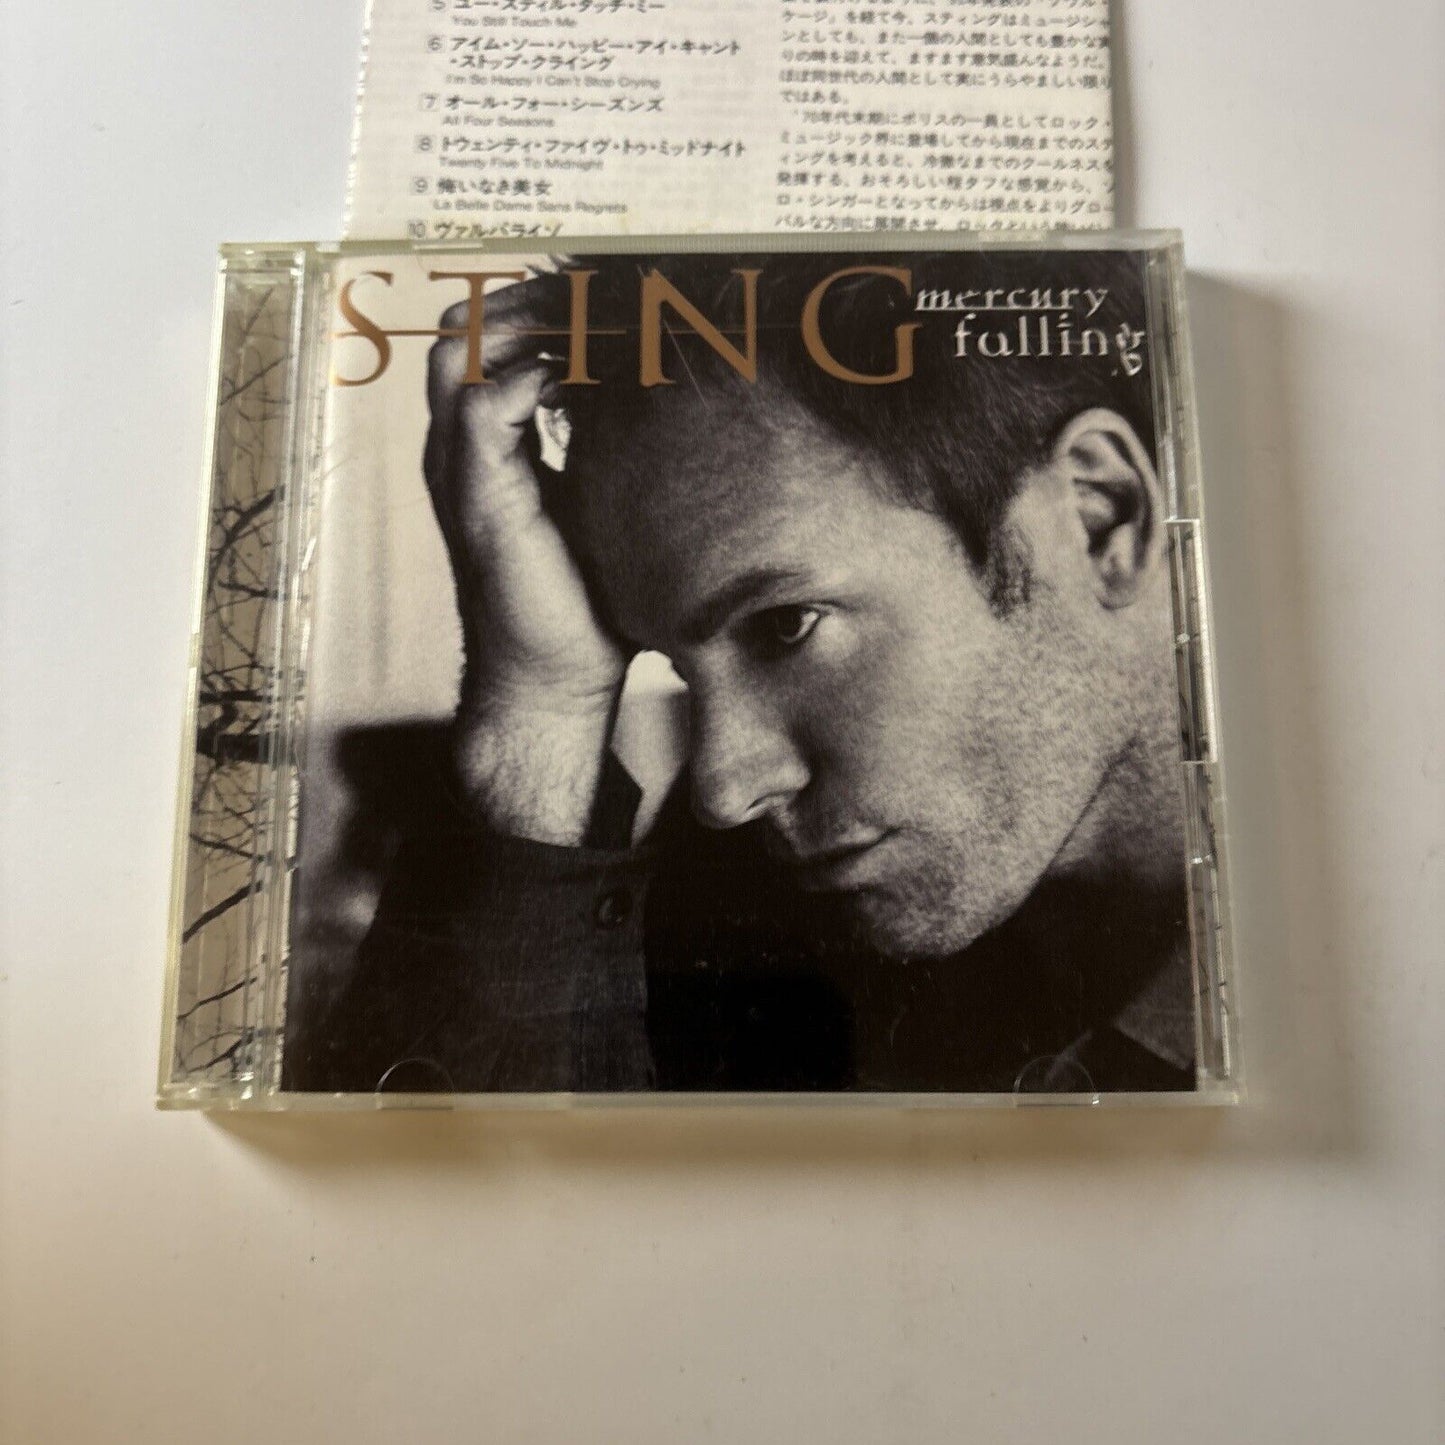 5 ユー・スティル・タッチ・ミー
You Still Touch Me
6 アイム・ソー・ハッピー・アイ・キャント
・ストップ・クライング
I'm So Happy I Can't Stop Crying
7 オール・フォー・シーズンズ
All Four Seasons
8 トウェンティ・ファイヴ・トゥ・ミッドナイト
Twenty Five To Midnight
9 悔いなき美女
La Belle Dame Sans Regrets
10 ヴァルパライソ
ケージ」を経て今、スティングはミュージシャ
ンとしても、また一個の人間としても豊かな実
りの時を迎えて、ますます意気盛んなようだ。
ほぼ同世代の人間として実にうらやましい限り
ではある。
'70年代末期にポリスの一員としてロック・
ミュージック界に登場してから現在までのステ
ィングを考えると、冷徹なまでのクールネスを
発揮する、おそろしい程タフな感覚から、ソ
ロ・シンガーとなってからは視点をよりグロー
バルな方向に展開させ、ロックという
STING
mercury
falling